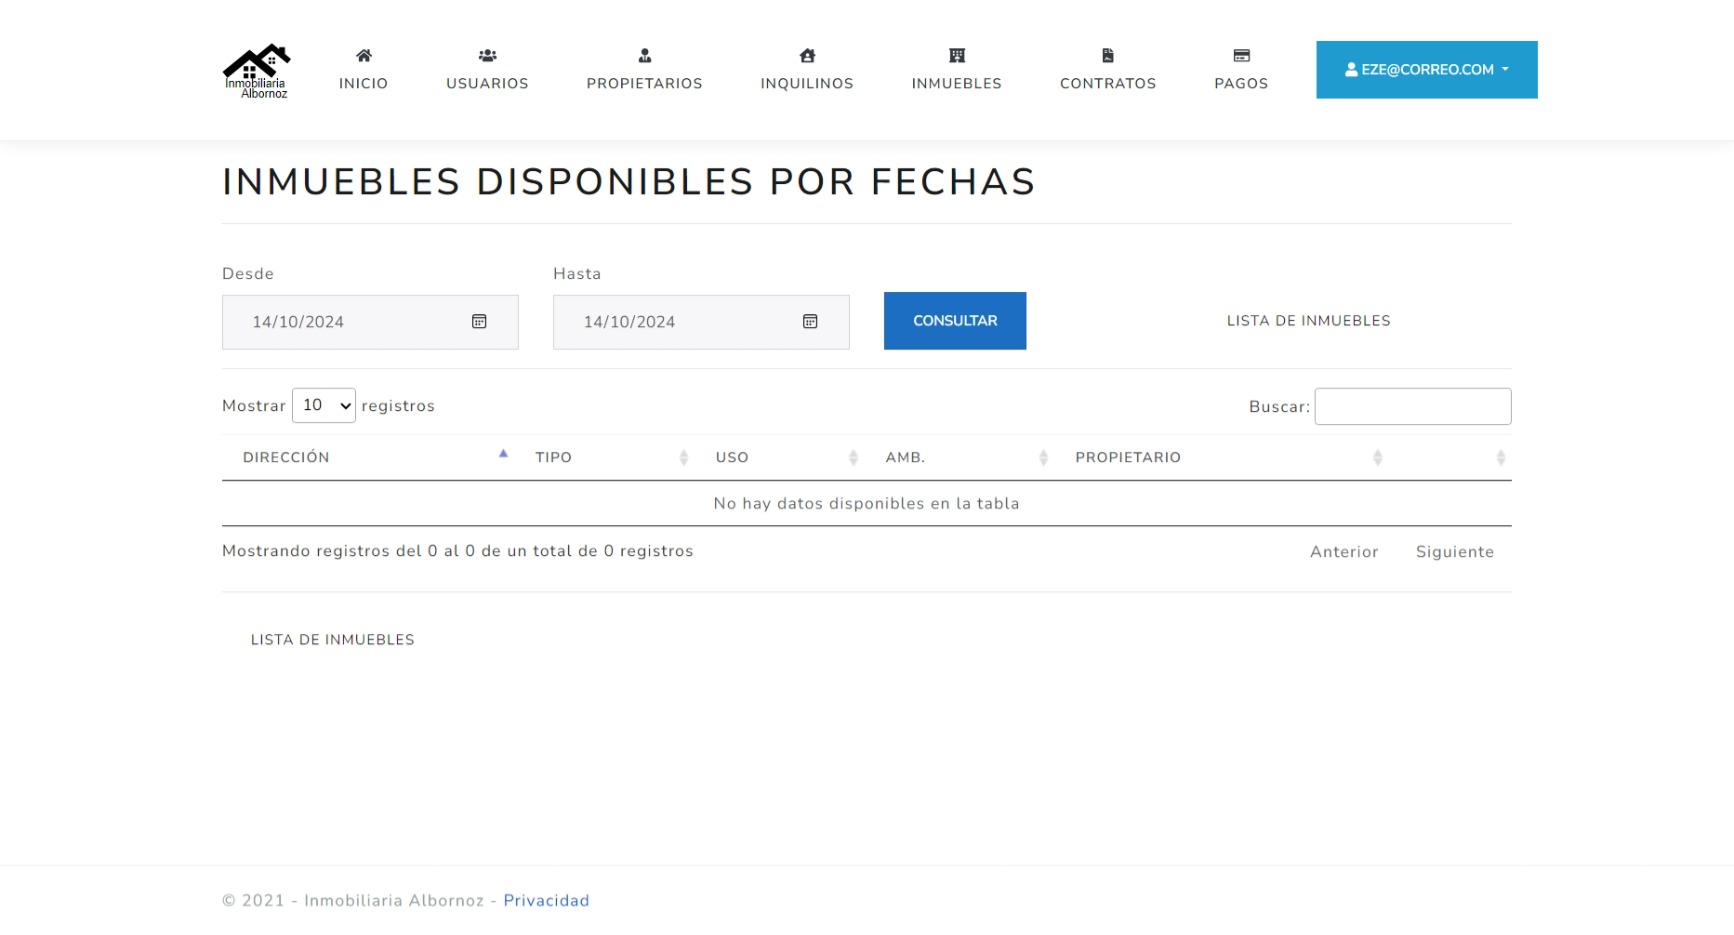 Inmobiliaria
Albornoz
INICIO
USUARIOS
PROPIETARIOS
INQUILINOS
INMUEBLES
CONTRATOS
PAGOS
EZE@CORREO.COM
INMUEBLES DISPONIBLES POR FECHAS
Desde
Hasta
14/10/2024
14/10/2024
CONSULTAR
LISTA DE INMUEBLES
Mostrar 10 registros
Buscar:
DIRECCIÓN TIPO USO AMB. PROPIETARIO
No hay datos disponibles en la tabla
Mostrando registros del 0 al 0 de un total de 0 registros
Anterior Siguiente
LISTA DE INMUEBLES
© 2021 - Inmobiliaria Albornoz - Privacidad